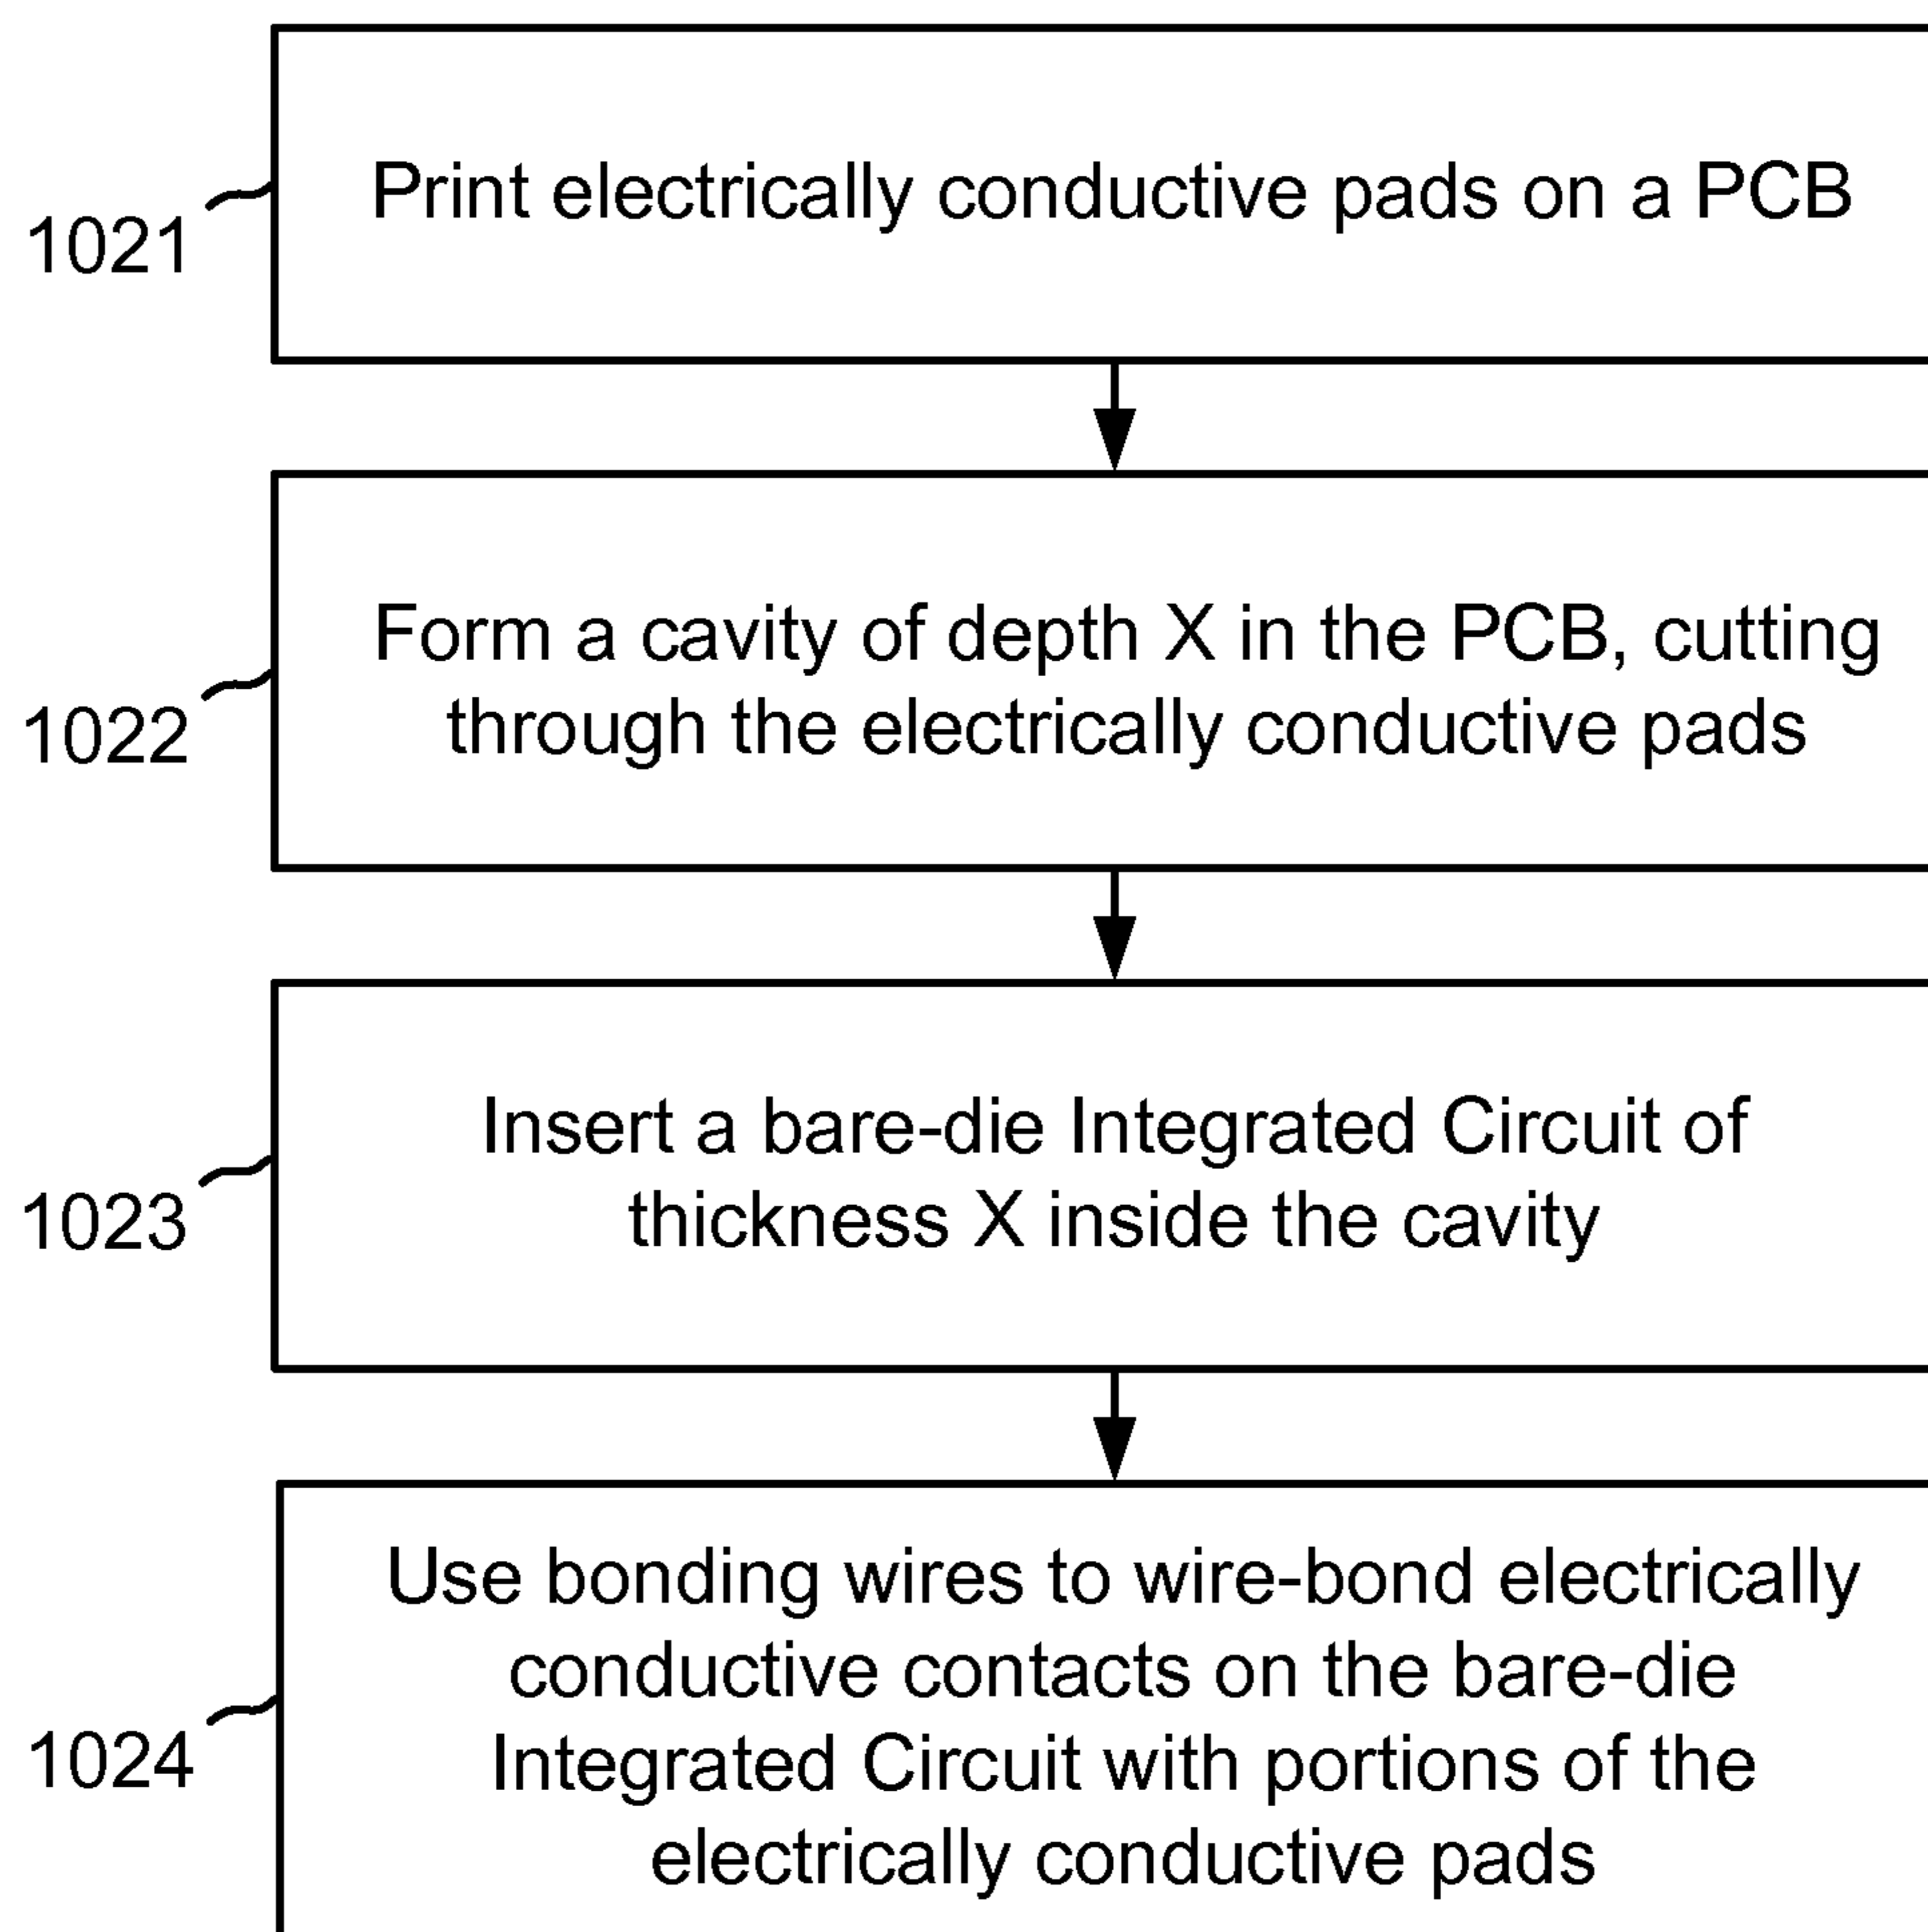 Print electrically conductive pads on a PCB
1021
Form a cavity of depth X in the PCB, cutting
through the electrically conductive pads
1022
Insert a bare-die Integrated Circuit of
thickness X inside the cavity
1023
Use bonding wires to wire-bond electrically
conductive contacts on the bare-die
Integrated Circuit with portions of the
electrically conductive pads
1024